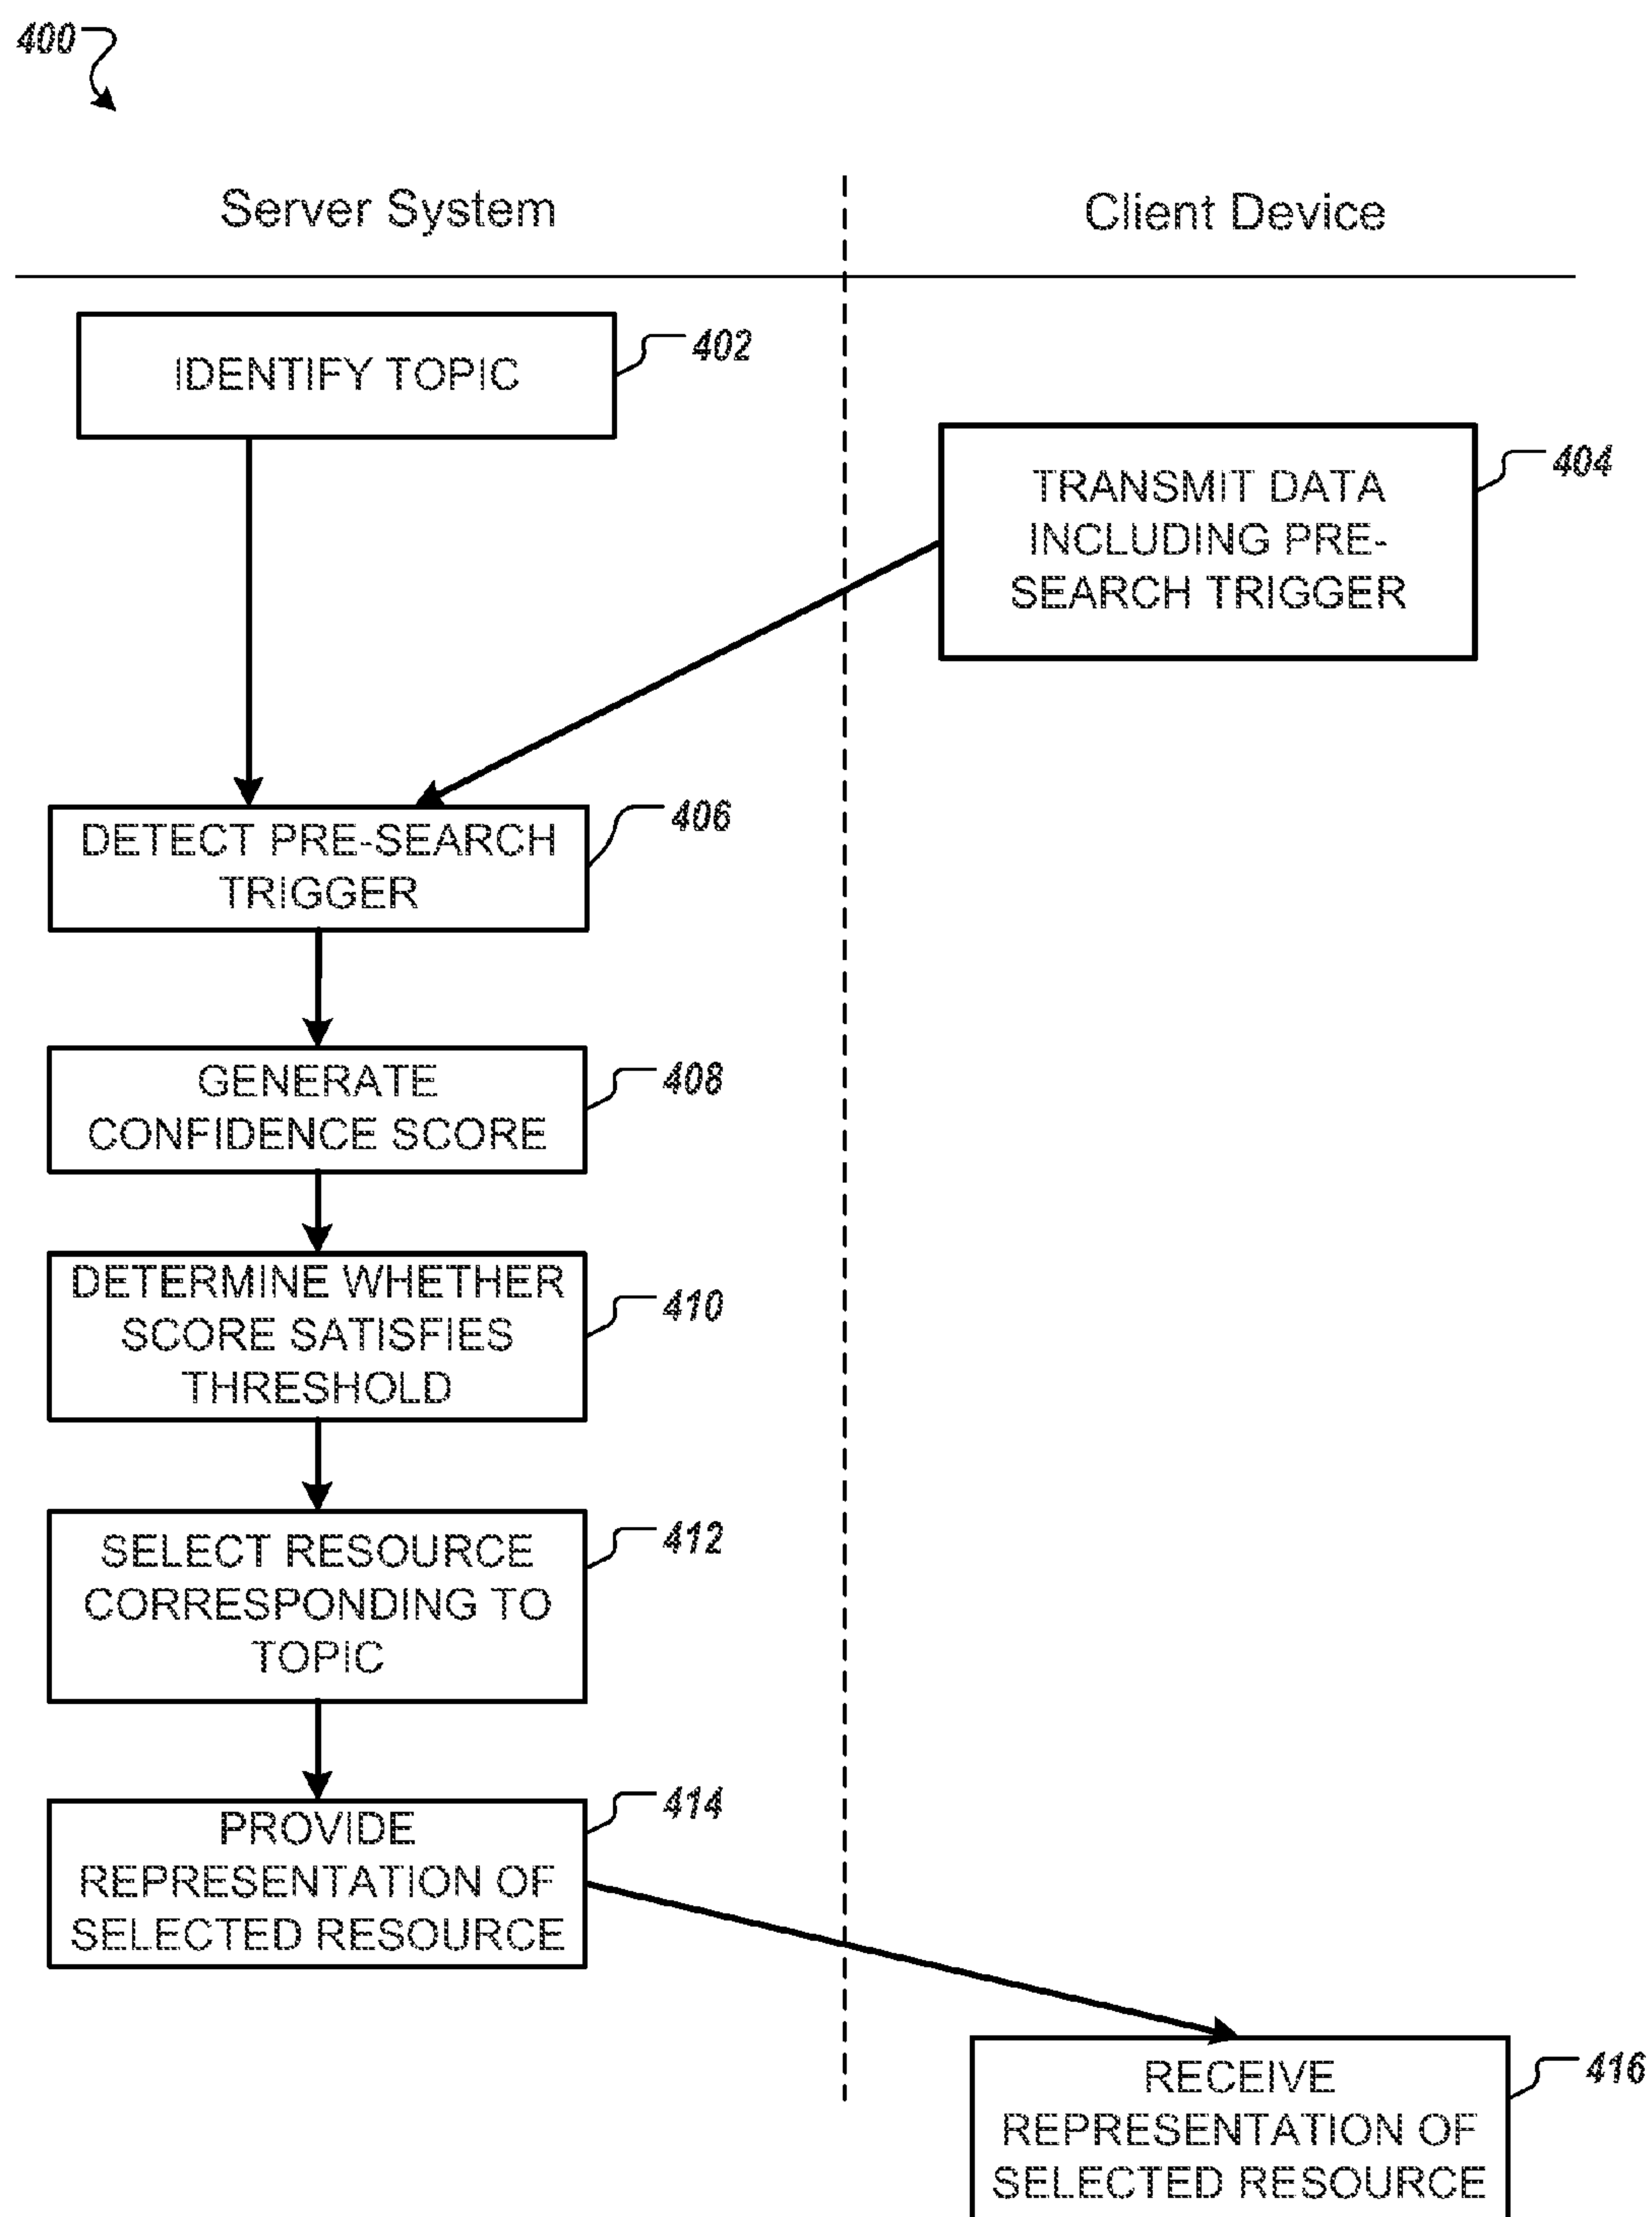 400
Server System
Client Device
IDENTIFY TOPIC
402
TRANSMIT DATA
INCLUDING PRE-
SEARCH TRIGGER
404
DETECT PRE-SEARCH
TRIGGER
406
GENERATE
CONFIDENCE SCORE
408
DETERMINE WHETHER
SCORE SATISFIES
THRESHOLD
410
SELECT RESOURCE
CORRESPONDING TO
TOPIC
412
PROVIDE
REPRESENTATION OF
SELECTED RESOURCE
414
RECEIVE
REPRESENTATION OF
SELECTED RESOURCE
416